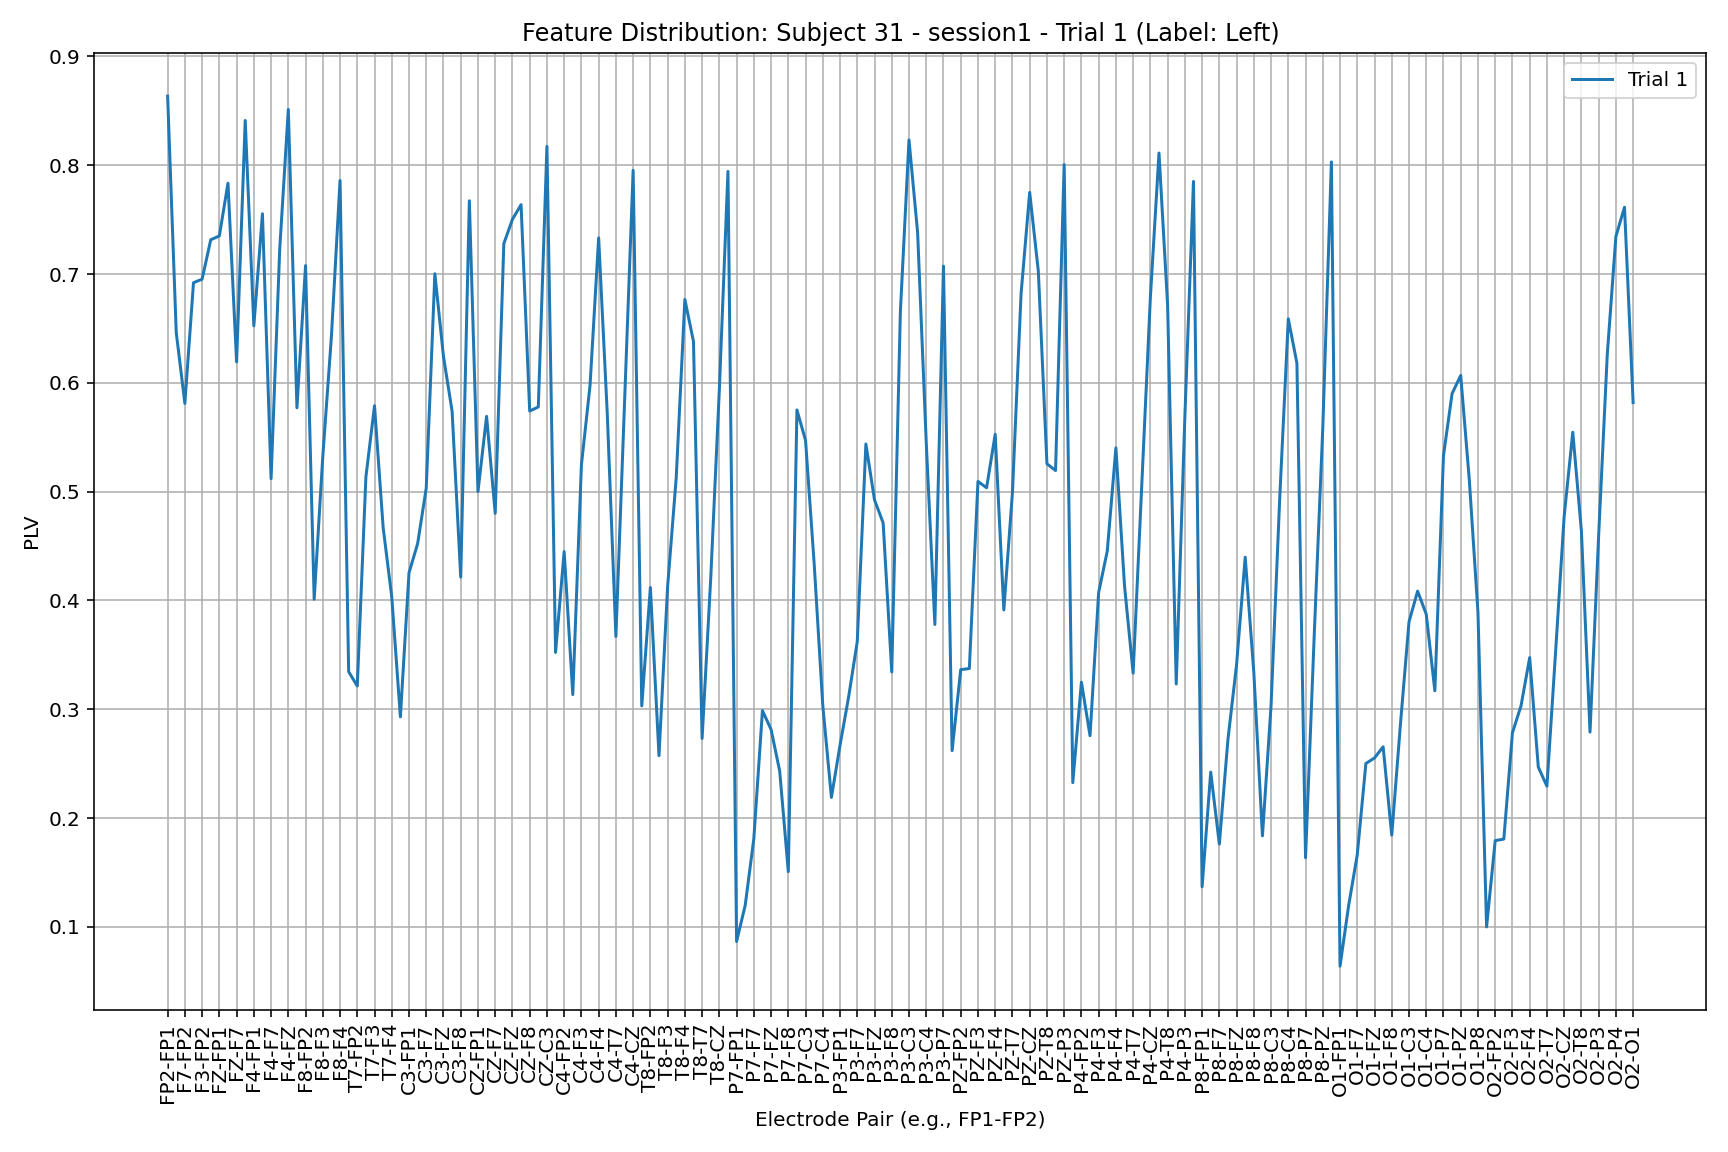 Feature Distribution: Subject 31 - session1 - Trial 1 (Label: Left)
Trial 1
PLV
0.9
0.8
0.7
0.6
0.5
0.4
0.3
0.2
0.1
FP2-FP1
F7-FP2
F3-FP2
FZ-FP1
FZ-F7
F4-FP1
F4-F7
F4-FZ
F8-FP2
F8-F3
F8-F4
T7-FP2
T7-F3
T7-F4
C3-FP1
C3-F7
C3-FZ
C3-F8
CZ-FP1
CZ-F7
CZ-FZ
CZ-F8
CZ-C3
C4-FP2
C4-F3
C4-F4
C4-T7
C4-CZ
T8-FP2
T8-F3
T8-F4
T8-T7
T8-CZ
P7-FP1
P7-F7
P7-FZ
P7-F8
P7-C3
P7-C4
P3-FP1
P3-F7
P3-FZ
P3-F8
P3-C3
P3-C4
P3-P7
PZ-FP2
PZ-F3
PZ-F4
PZ-T7
PZ-CZ
PZ-T8
PZ-P3
P4-FP2
P4-F3
P4-F4
P4-T7
P4-CZ
P4-T8
P4-P3
P8-FP1
P8-F7
P8-FZ
P8-F8
P8-C3
P8-C4
P8-P7
P8-PZ
O1-FP1
O1-F7
O1-FZ
O1-F8
O1-C3
O1-C4
O1-P7
O1-PZ
O1-P8
O2-FP2
O2-F3
O2-F4
O2-T7
O2-CZ
O2-T8
O2-P3
O2-P4
O2-O1
Electrode Pair (e.g., FP1-FP2)